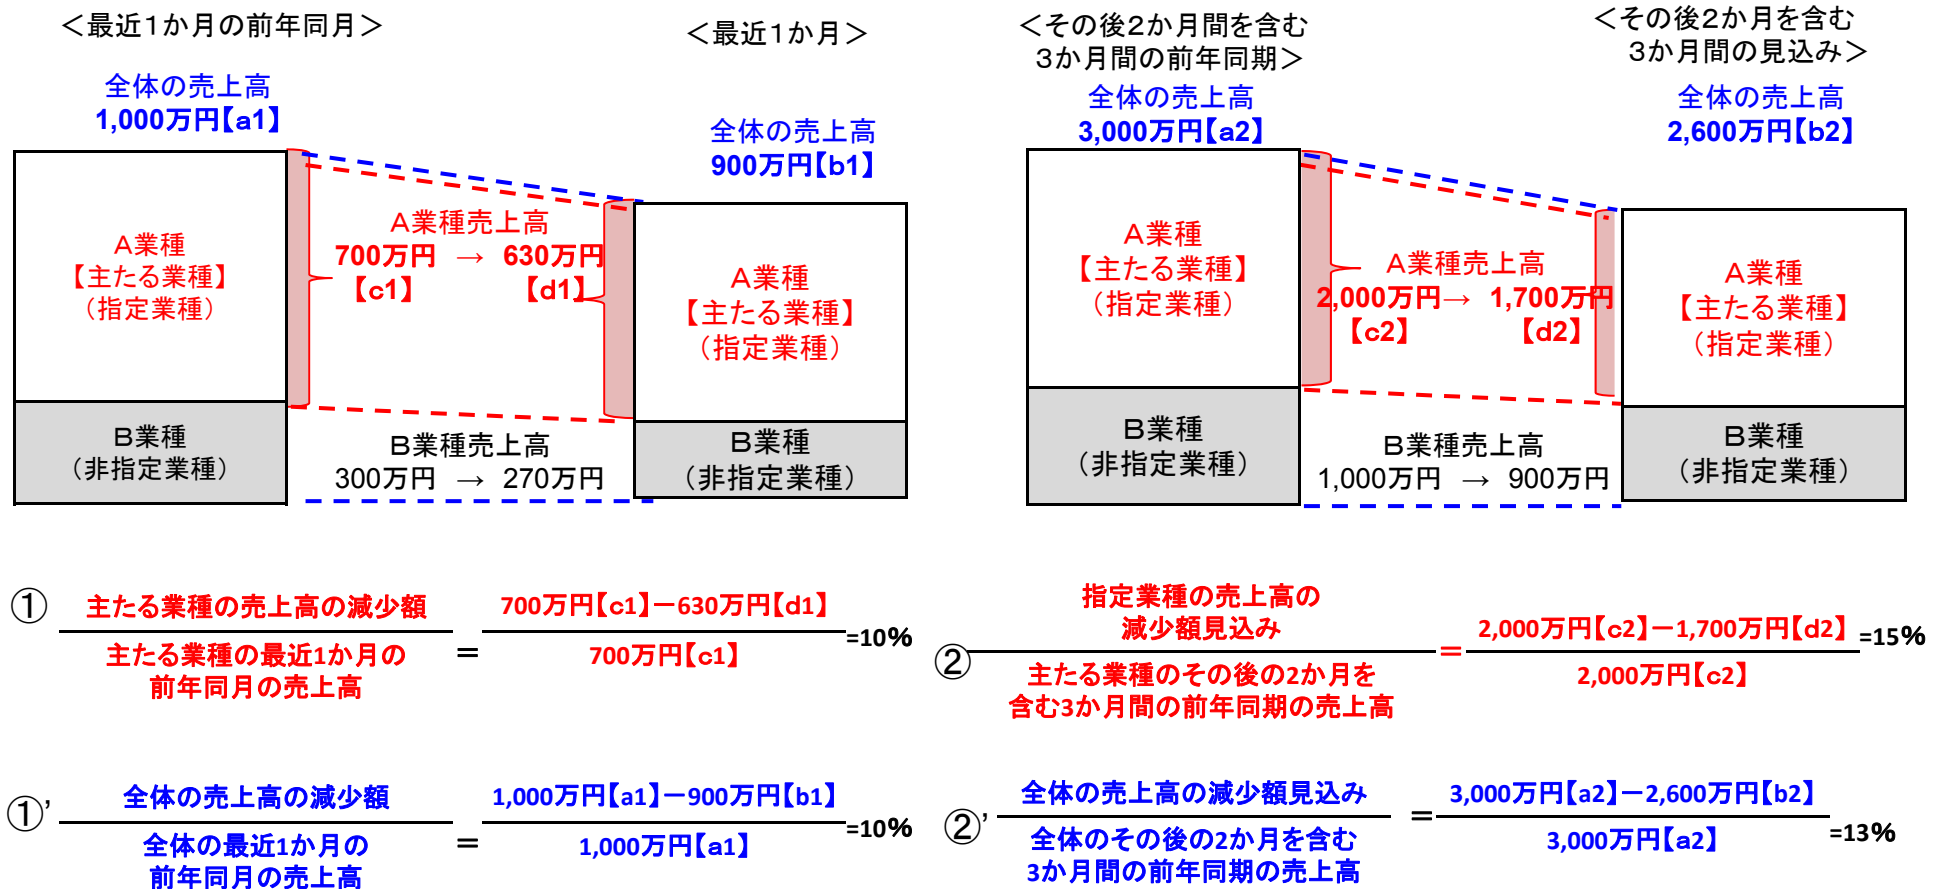 ＜最近１か月の前年同月＞
全体の売上高
1,000万円【a1】
＜最近１か月＞
全体の売上高
900万円【b1】
A業種
【主たる業種】
（指定業種）
B業種
（非指定業種）
A業種売上高
700万円 → 630万円
【c1】 【d1】
B業種売上高
300万円 → 270万円
A業種
【主たる業種】
（指定業種）
B業種
（非指定業種）
＜その後２か月間を含む
３か月間の前年同期＞
全体の売上高
3,000万円【a2】
＜その後２か月を含む
３か月間の見込み＞
全体の売上高
2,600万円【b2】
A業種
【主たる業種】
（指定業種）
B業種
（非指定業種）
A業種売上高
2,000万円→ 1,700万円
【c2】 【d2】
B業種売上高
1,000万円 → 900万円
A業種
【主たる業種】
（指定業種）
B業種
（非指定業種）
①
主たる業種の売上高の減少額
主たる業種の最近1か月の
前年同月の売上高
＝
700万円【c1】－630万円【d1】
700万円【c1】
=10%
②
指定業種の売上高の
減少額見込み
主たる業種のその後の2か月を
含む3か月間の前年同期の売上高
＝
2,000万円【c2】－1,700万円【d2】
2,000万円【c2】
=15%
①’
全体の売上高の減少額
全体の最近1か月の
前年同月の売上高
＝
1,000万円【a1】－900万円【b1】
1,000万円【a1】
=10%
②’
全体の売上高の減少額見込み
全体のその後の2か月を含む
3か月間の前年同期の売上高
＝
3,000万円【a2】－2,600万円【b2】
3,000万円【a2】
=13%